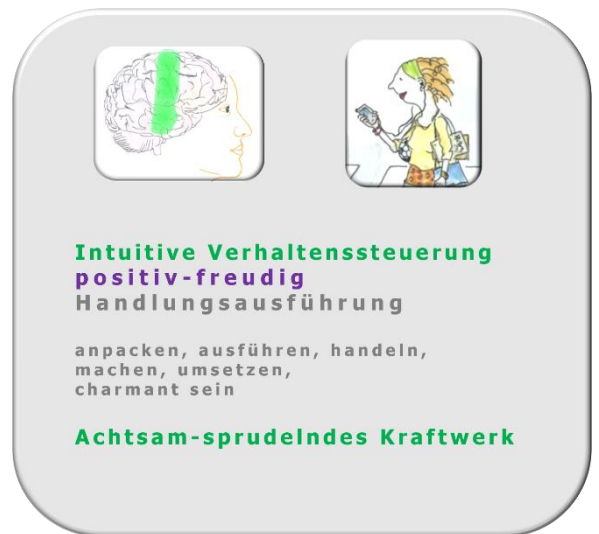 Intuitive Verhaltenssteuerung
positiv-freudig
Handlungsausführung
anpacken, ausführen, handeln,
machen, umsetzen,
charmant sein
Achtsam-sprudelndes Kraftwerk